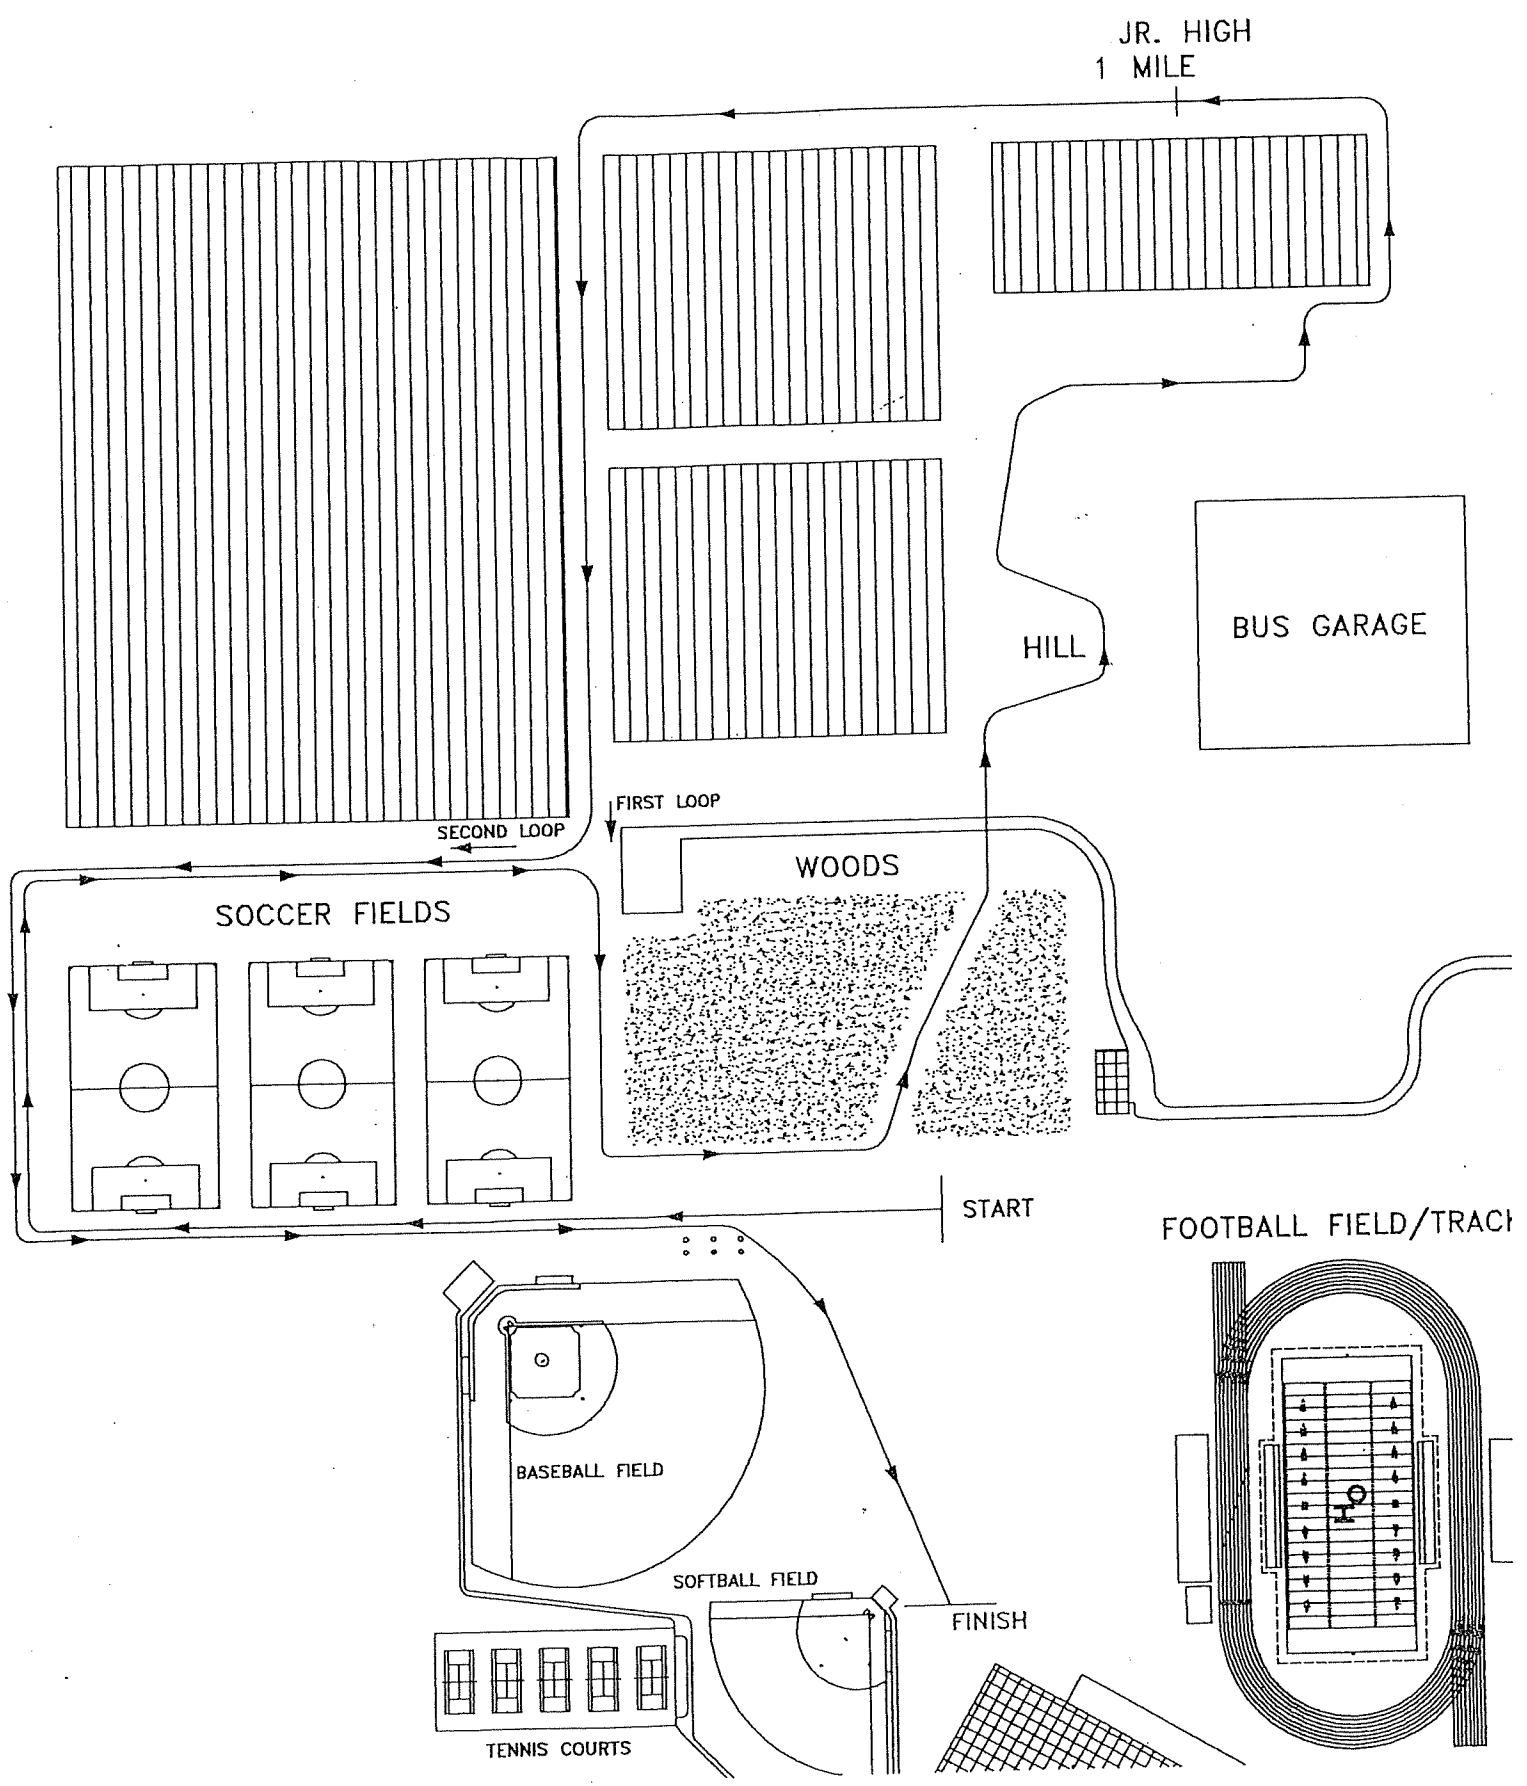 JR. HIGH
1 MILE
BUS GARAGE
HILL
FIRST LOOP
SECOND LOOP
WOODS
SOCCER FIELDS
START
FOOTBALL FIELD/TRACK
BASEBALL FIELD
SOFTBALL FIELD
FINISH
TENNIS COURTS